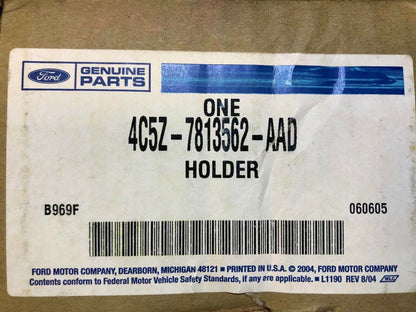 Ford
GENUINE
PARTS
ONE
4C5Z-7813562-AAD
HOLDER
B969F
060605
FORD MOTOR COMPANY, DEARBORN, MICHIGAN 48121 ■ PRINTED IN U.S.A. © 2004, FORD MOTOR COMPANY
Contents conform to Federal Motor Vehicle Safety Standards, if any are applicable. ■ L1190 REV 8/04